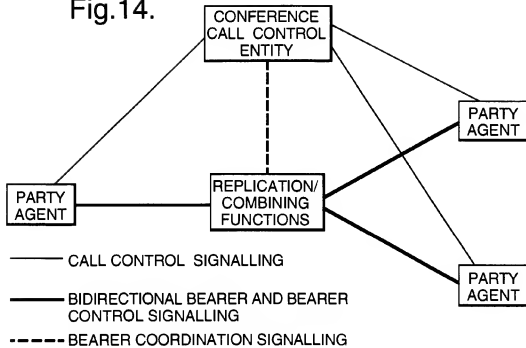 Fig.14.
CONFERENCE
CALL CONTROL
ENTITY
PARTY
AGENT
PARTY
AGENT
REPLICATION/
COMBINING
FUNCTIONS
PARTY
AGENT
CALL CONTROL SIGNALLING
BIDIRECTIONAL BEARER AND BEARER
CONTROL SIGNALLING
BEARER COORDINATION SIGNALLING